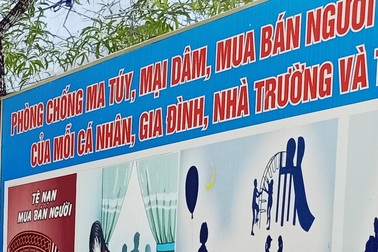 PHÒNG CHỐNG MA TÚY, MẠI DÂM, MUA BÁN NGƯỜI
CỦA MỖI CÁ NHÂN, GIA ĐÌNH, NHÀ TRƯỜNG VÀ
TỆ NẠN
MUA BÁN NGƯỜI